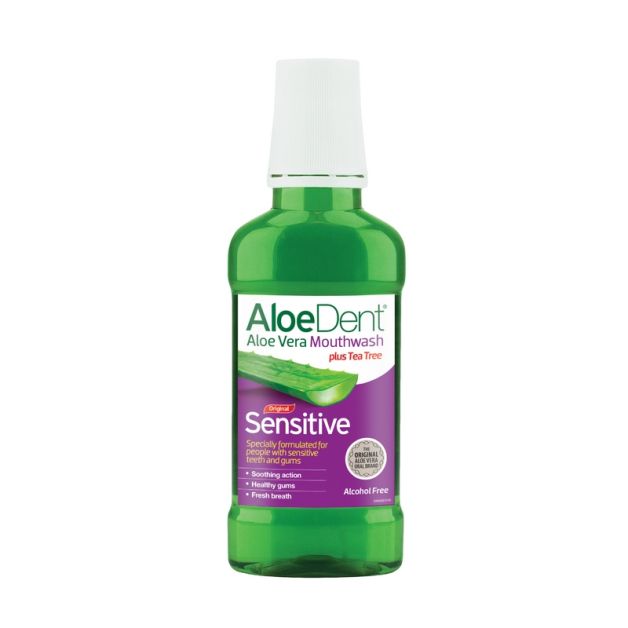 AloeDent®
Aloe Vera Mouthwash
plus Tea Tree
Original
Sensitive
Specially formulated for
people with sensitive
teeth and gums
• Soothing action
• Healthy gums
• Fresh breath
THE
ORIGINAL
ALOE VERA
ORAL BRAND
Alcohol Free